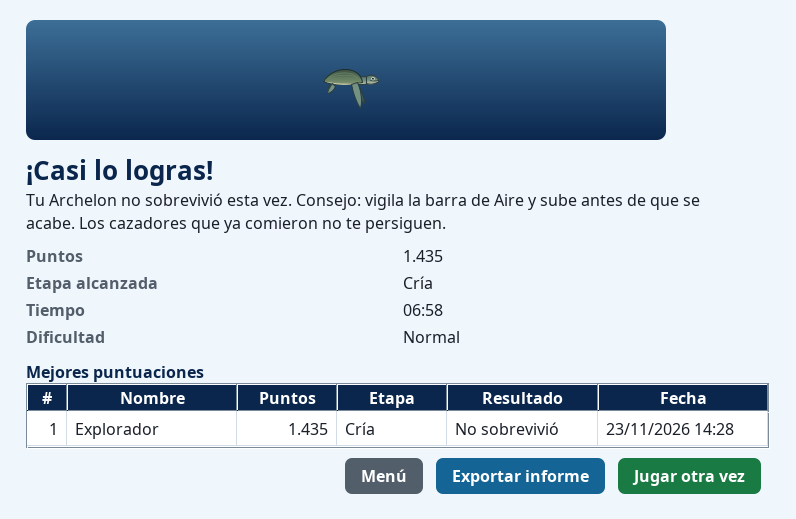 ¡Casi lo logras!
Tu Archelon no sobrevivió esta vez. Consejo: vigila la barra de Aire y sube antes de que se
acabe. Los cazadores que ya comieron no te persiguen.
Puntos 1.435
Etapa alcanzada Cría
Tiempo 06:58
Dificultad Normal
Mejores puntuaciones
# Nombre Puntos Etapa Resultado Fecha
1 Explorador 1.435 Cría No sobrevivió 23/11/2026 14:28
Menú Exportar informe Jugar otra vez